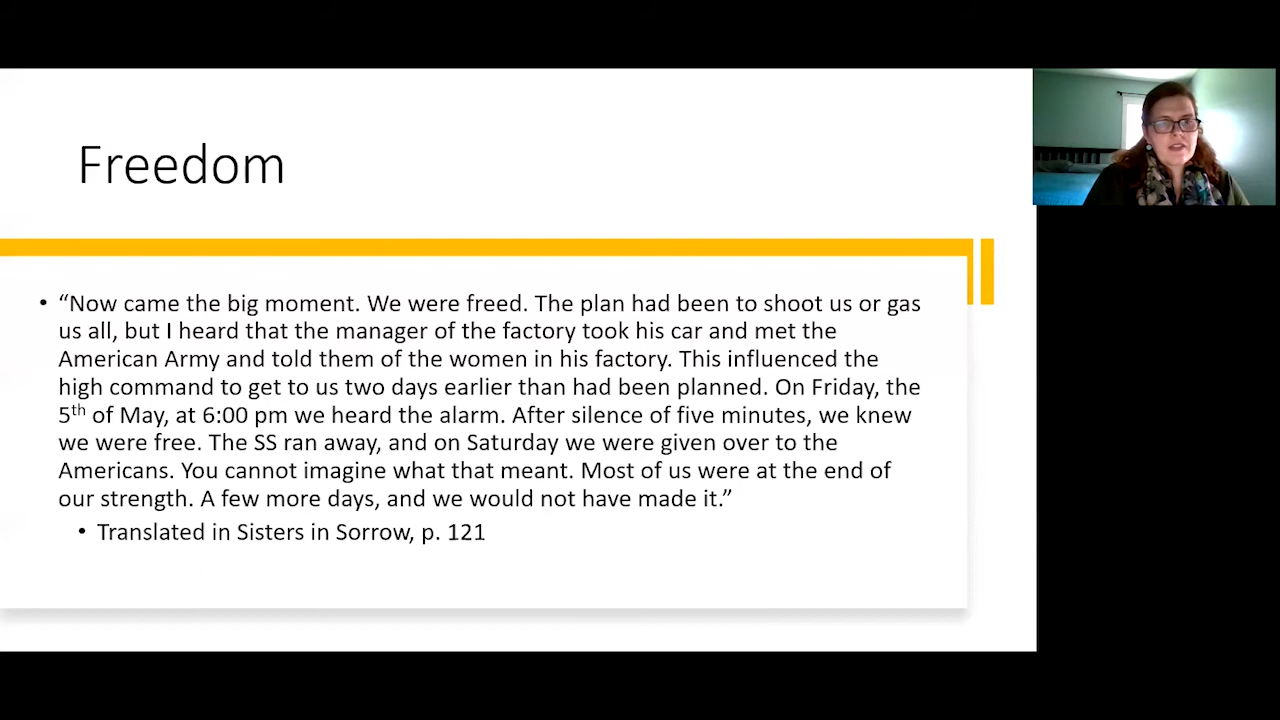 Freedom
• “Now came the big moment. We were freed. The plan had been to shoot us or gas
us all, but I heard that the manager of the factory took his car and met the
American Army and told them of the women in his factory. This influenced the
high command to get to us two days earlier than had been planned. On Friday, the
5th of May, at 6:00 pm we heard the alarm. After silence of five minutes, we knew
we were free. The SS ran away, and on Saturday we were given over to the
Americans. You cannot imagine what that meant. Most of us were at the end of
our strength. A few more days, and we would not have made it.”
• Translated in Sisters in Sorrow, p. 121